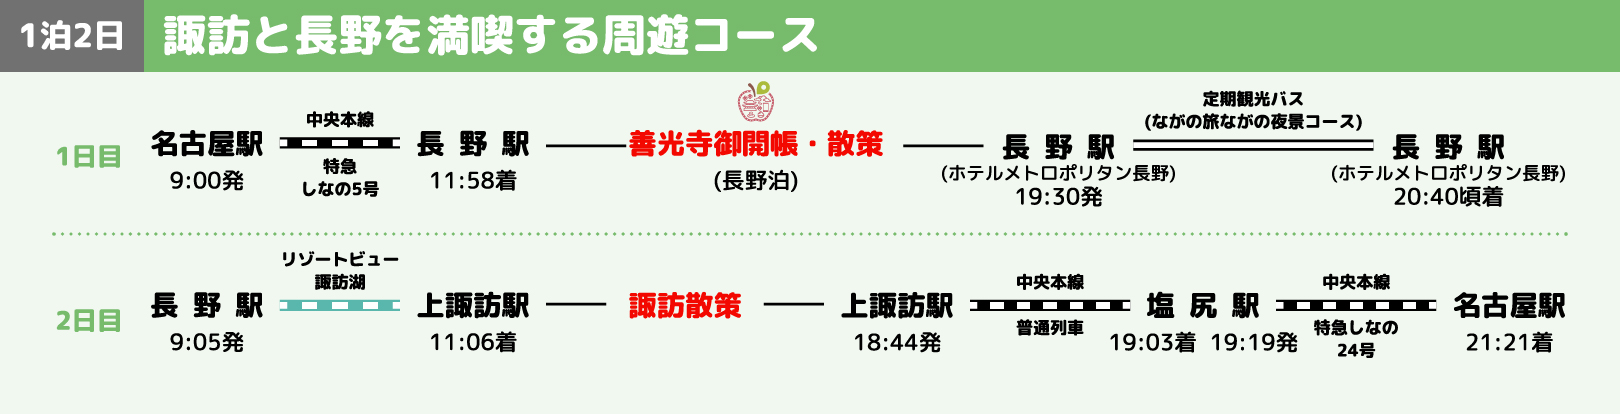 1泊2日
諏訪と長野を満喫する周遊コース
1日目
名古屋駅
9:00発
中央本線
特急
しなの5号
長野駅
11:58着
善光寺御開帳・散策
(長野泊)
長野駅
(ホテルメトロポリタン長野)
19:30発
定期観光バス
(ながの旅ながの夜景コース)
長野駅
(ホテルメトロポリタン長野)
20:40頃着
2日目
長野駅
9:05発
リゾートビュー
諏訪湖
上諏訪駅
11:06着
諏訪散策
上諏訪駅
18:44発
中央本線
普通列車
塩尻駅
19:03着 19:19発
中央本線
特急しなの
24号
名古屋駅
21:21着